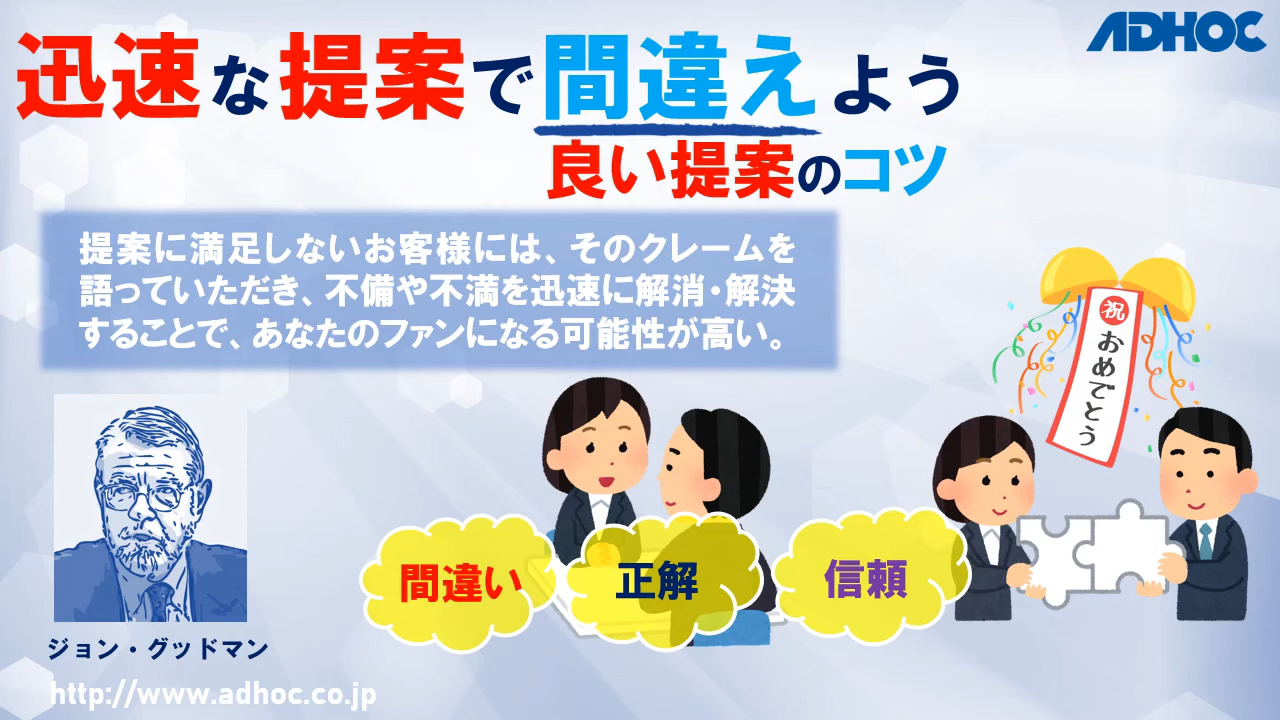 ADHOC
迅速な提案で間違えよう
良い提案のコツ
提案に満足しないお客様には、そのクレームを
語っていただき、不備や不満を迅速に解消・解決
することで、あなたのファンになる可能性が高い。
祝
おめでとう
間違い
正解
信頼
ジョン・グッドマン
http://www.adhoc.co.jp